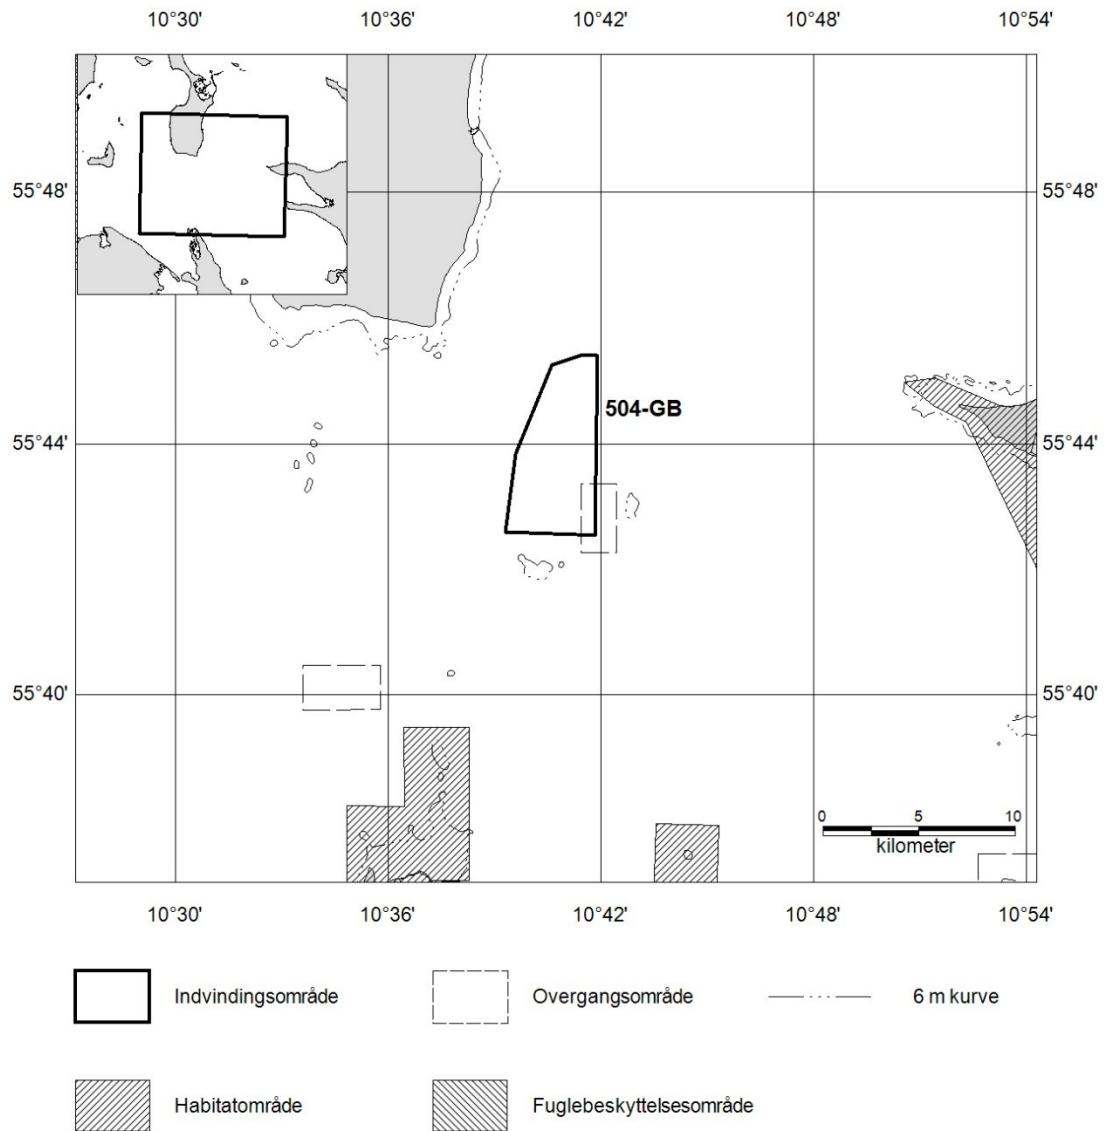 10°30' 10°36' 10°42' 10°48' 10°54'
55°48' 55°48'
504-GB
55°44' 55°44'
55°40' 55°40'
0 5 10
kilometer
10°30' 10°36' 10°42' 10°48' 10°54'
Indvindingsområde Overgangsområde 6 m kurve
Habitatområde Fuglebeskyttelsesområde